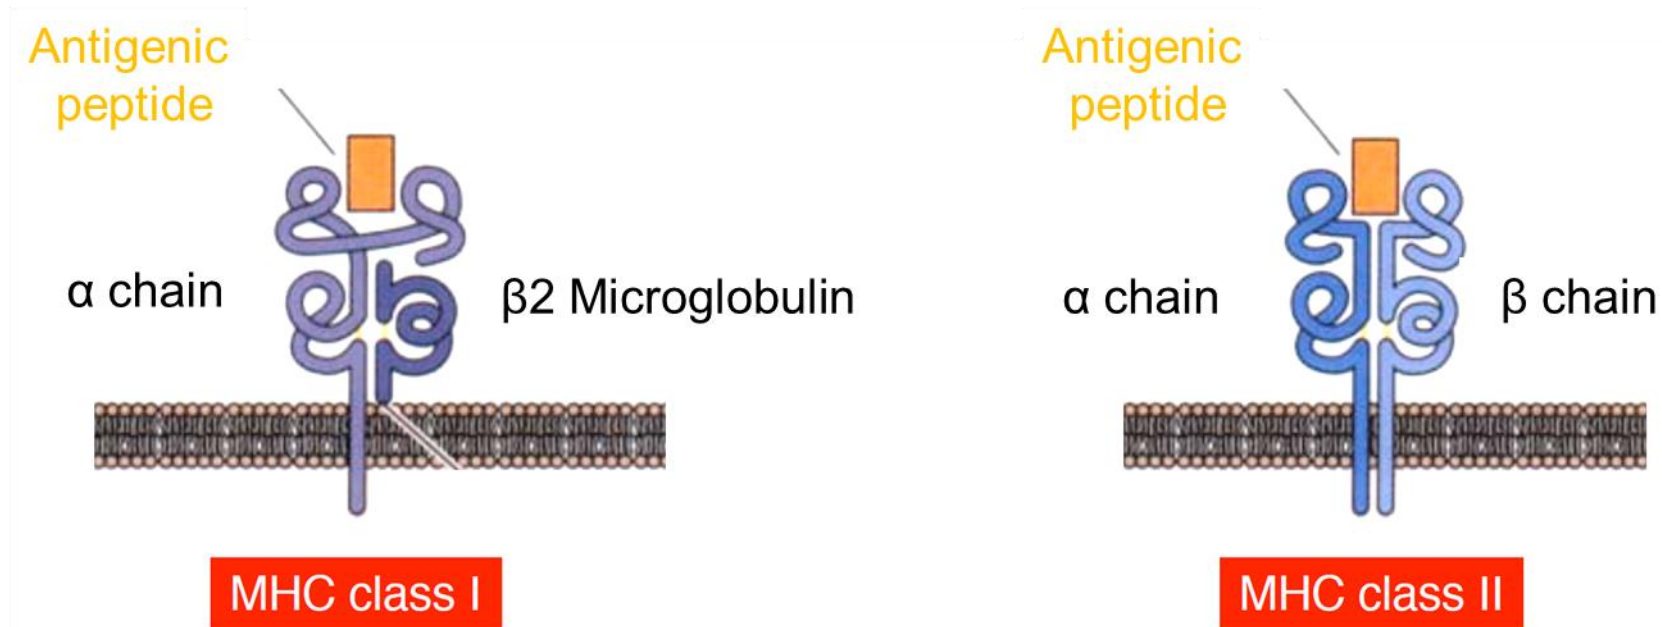 Antigenic
peptide
α chain
β2 Microglobulin
MHC class I
Antigenic
peptide
α chain
β chain
MHC class II